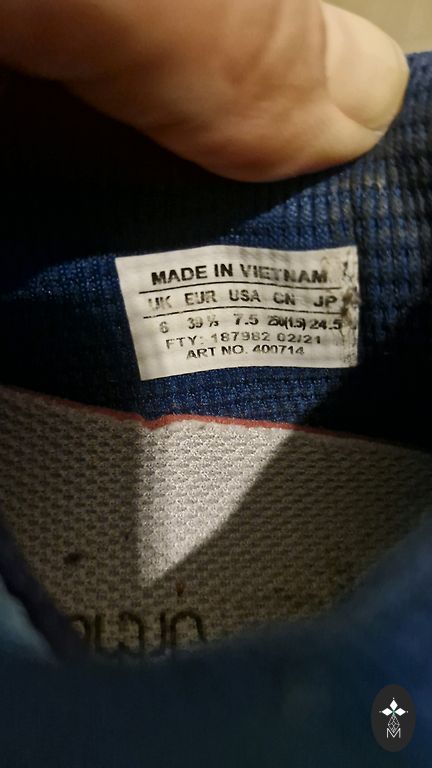 MADE IN VIETNAM
UK EUR USA CN JP
6 39 ⅓ 7.5 250(1.5) 24.5
FTY: 187982 02/21
ART NO. 400714
M